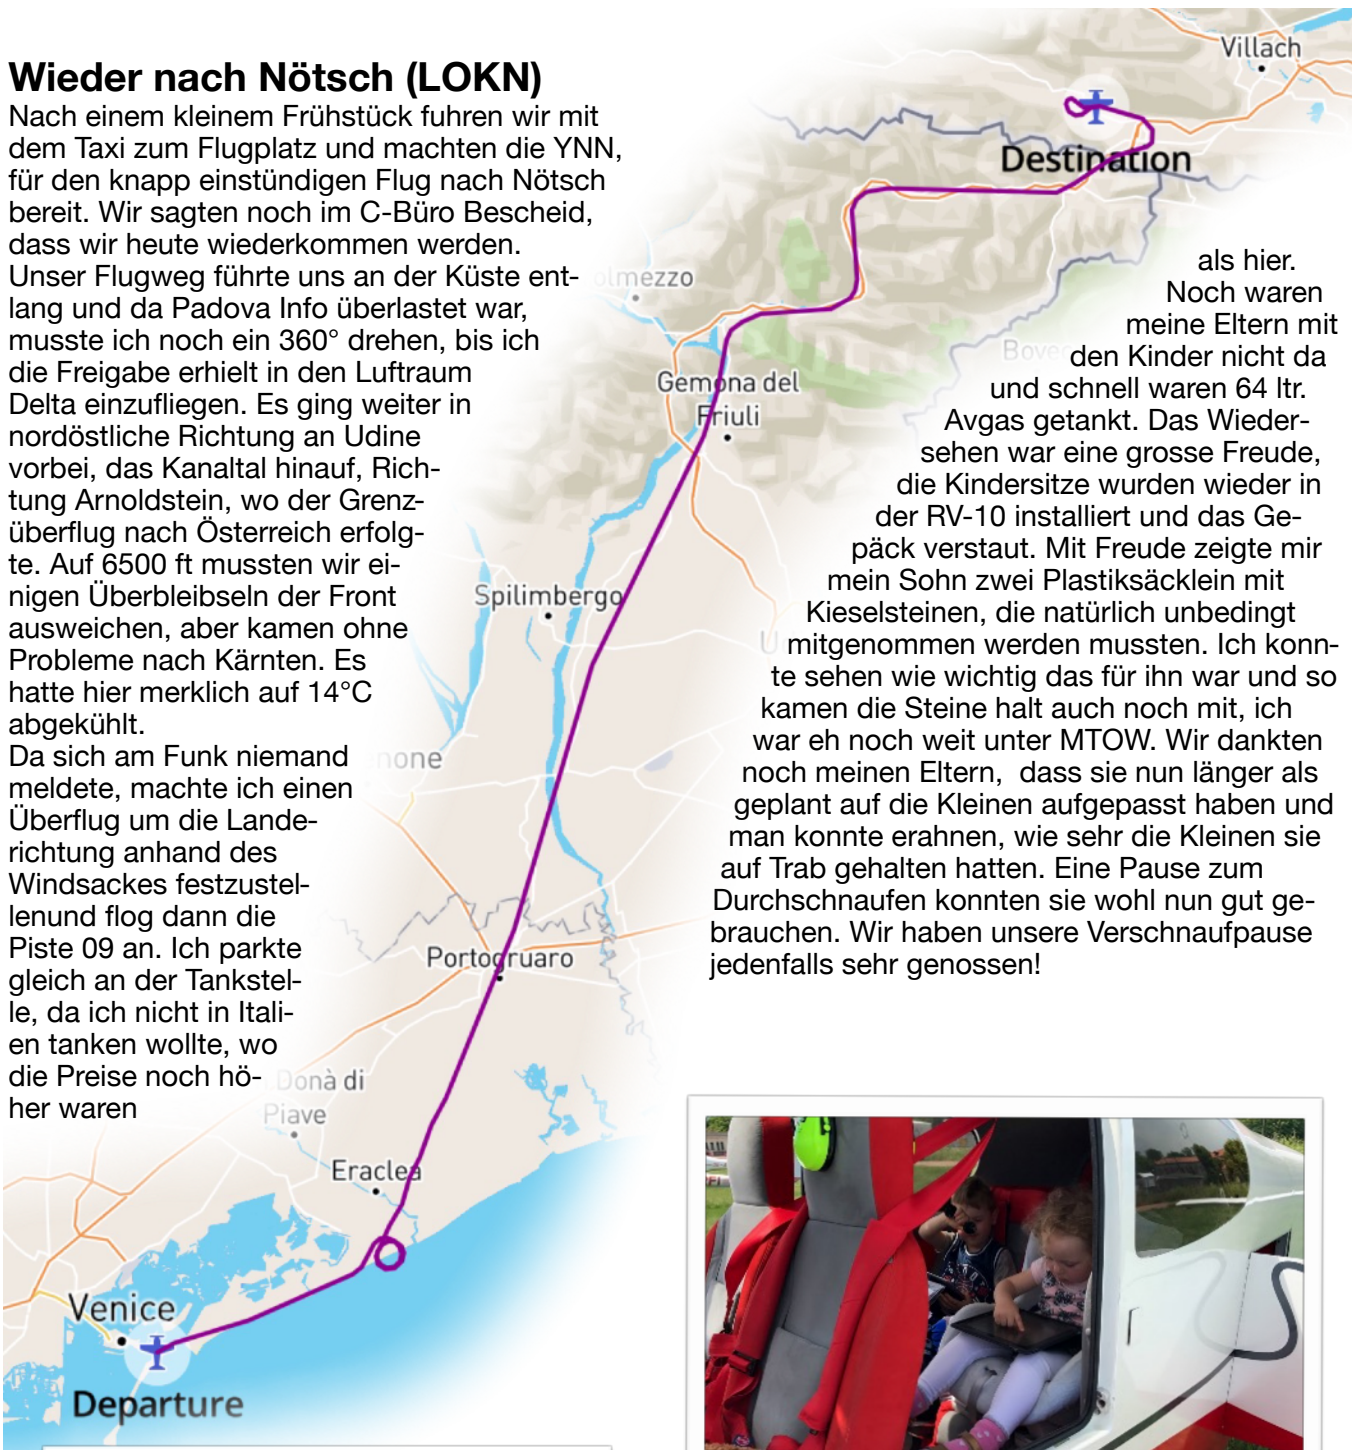 Wieder nach Nötsch (LOKN)
Nach einem kleinem Frühstück fuhren wir mit
dem Taxi zum Flugplatz und machten die YNN,
für den knapp einstündigen Flug nach Nötsch
bereit. Wir sagten noch im C-Büro Bescheid,
dass wir heute wiederkommen werden.
Unser Flugweg führte uns an der Küste ent-
lang und da Padova Info überlastet war,
musste ich noch ein 360° drehen, bis ich
die Freigabe erhielt in den Luftraum
Delta einzufliegen. Es ging weiter in
nordöstliche Richtung an Udine
vorbei, das Kanaltal hinauf, Rich-
tung Arnoldstein, wo der Grenz-
überflug nach Österreich erfolg-
te. Auf 6500 ft mussten wir ei-
nigen Überbleibseln der Front
ausweichen, aber kamen ohne
Probleme nach Kärnten. Es
hatte hier merklich auf 14°C
abgekühlt.
Da sich am Funk niemand
meldete, machte ich einen
Überflug um die Lande-
richtung anhand des
Windsackes festzustel-
lenund flog dann die
Piste 09 an. Ich parkte
gleich an der Tankstel-
le, da ich nicht in Itali-
en tanken wollte, wo
die Preise noch hö-
her waren
als hier.
Noch waren
meine Eltern mit
den Kinder nicht da
und schnell waren 64 ltr.
Avgas getankt. Das Wieder-
sehen war eine grosse Freude,
die Kindersitze wurden wieder in
der RV-10 installiert und das Ge-
päck verstaut. Mit Freude zeigte mir
mein Sohn zwei Plastiksäcklein mit
Kieselsteinen, die natürlich unbedingt
mitgenommen werden mussten. Ich konn-
te sehen wie wichtig das für ihn war und so
kamen die Steine halt auch noch mit, ich
war eh noch weit unter MTOW. Wir dankten
noch meinen Eltern,  dass sie nun länger als
geplant auf die Kleinen aufgepasst haben und
man konnte erahnen, wie sehr die Kleinen sie
auf Trab gehalten hatten. Eine Pause zum
Durchschnaufen konnten sie wohl nun gut ge-
brauchen. Wir haben unsere Verschnaufpause
jedenfalls sehr genossen!
Villach
Destination
olmezzo
Bove
Gemona del
Friuli
Spilimbergo
U
none
Portogruaro
Donà di
Piave
Eraclea
Venice
Departure